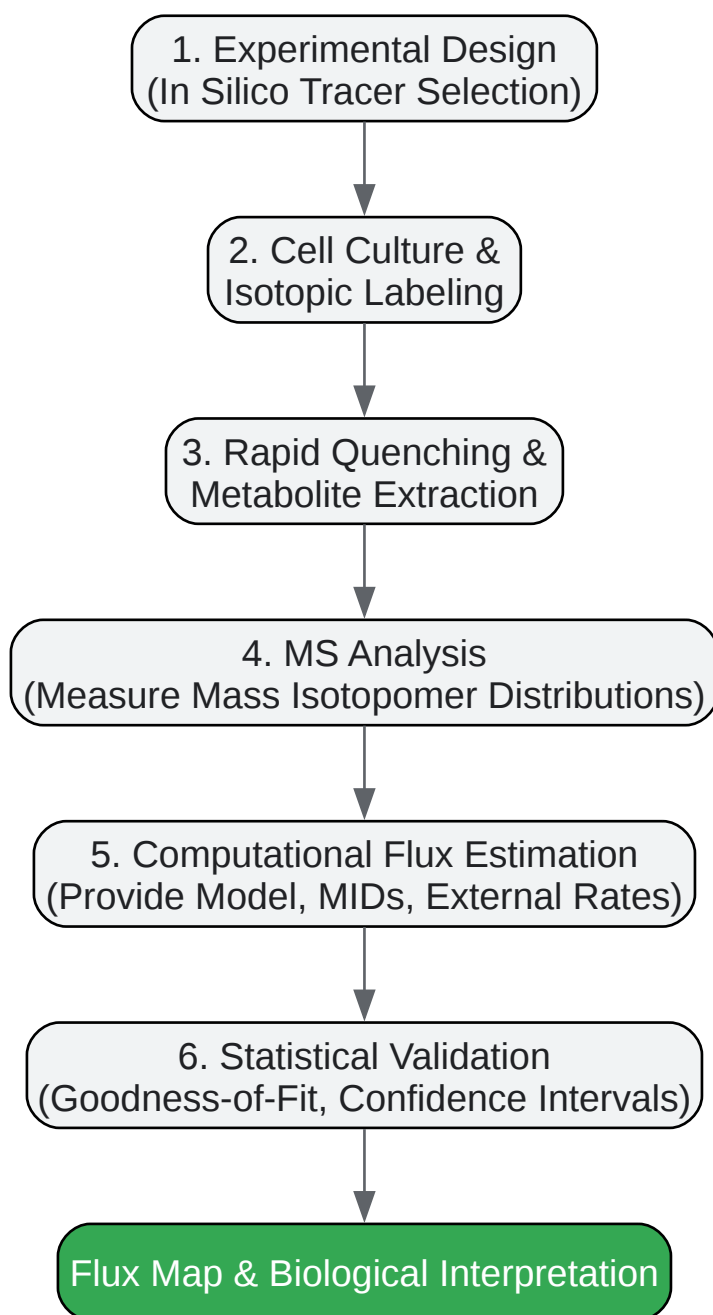 1. Experimental Design
(In Silico Tracer Selection)
2. Cell Culture &
Isotopic Labeling
3. Rapid Quenching &
Metabolite Extraction
4. MS Analysis
(Measure Mass Isotopomer Distributions)
5. Computational Flux Estimation
(Provide Model, MIDs, External Rates)
6. Statistical Validation
(Goodness-of-Fit, Confidence Intervals)
Flux Map & Biological Interpretation